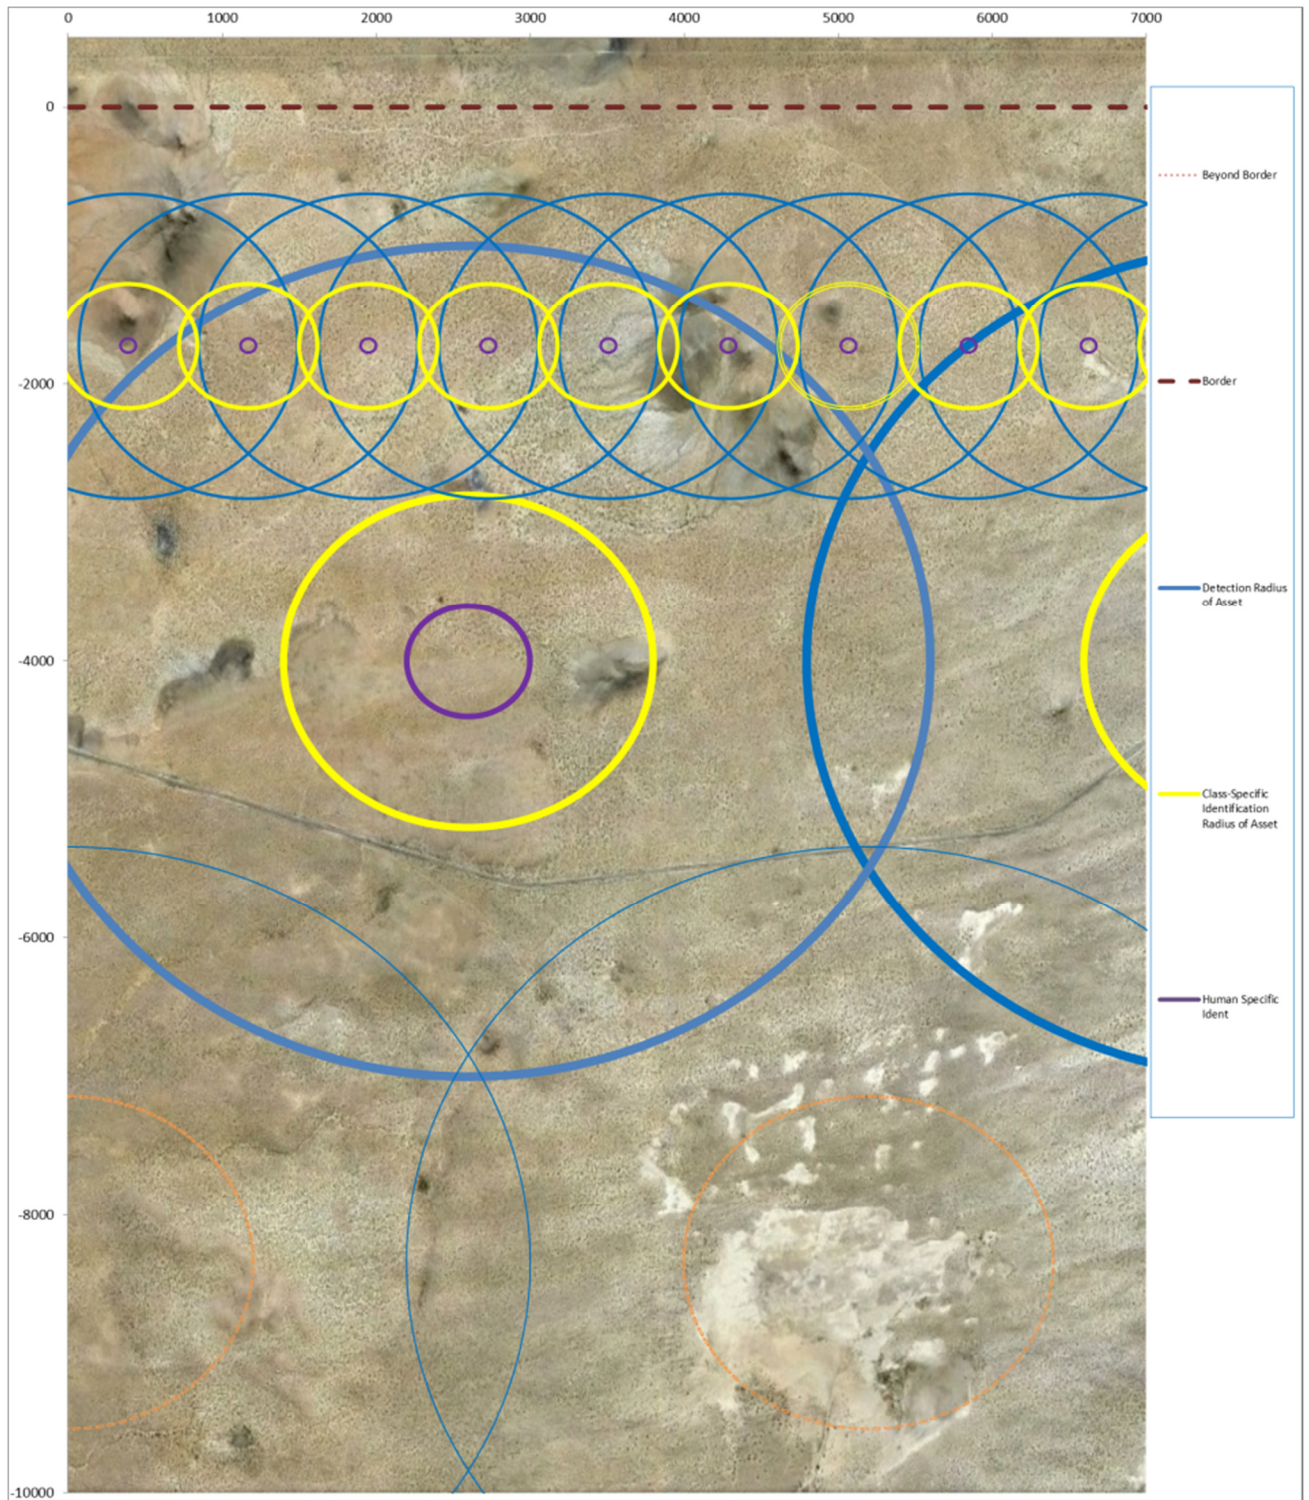 0 1000 2000 3000 4000 5000 6000 7000
0
-2000
-4000
-6000
-8000
-10000
Beyond Border
Border
Detection Radius
of Asset
Class-Specific
Identification
Radius of Asset
Human Specific
Ident